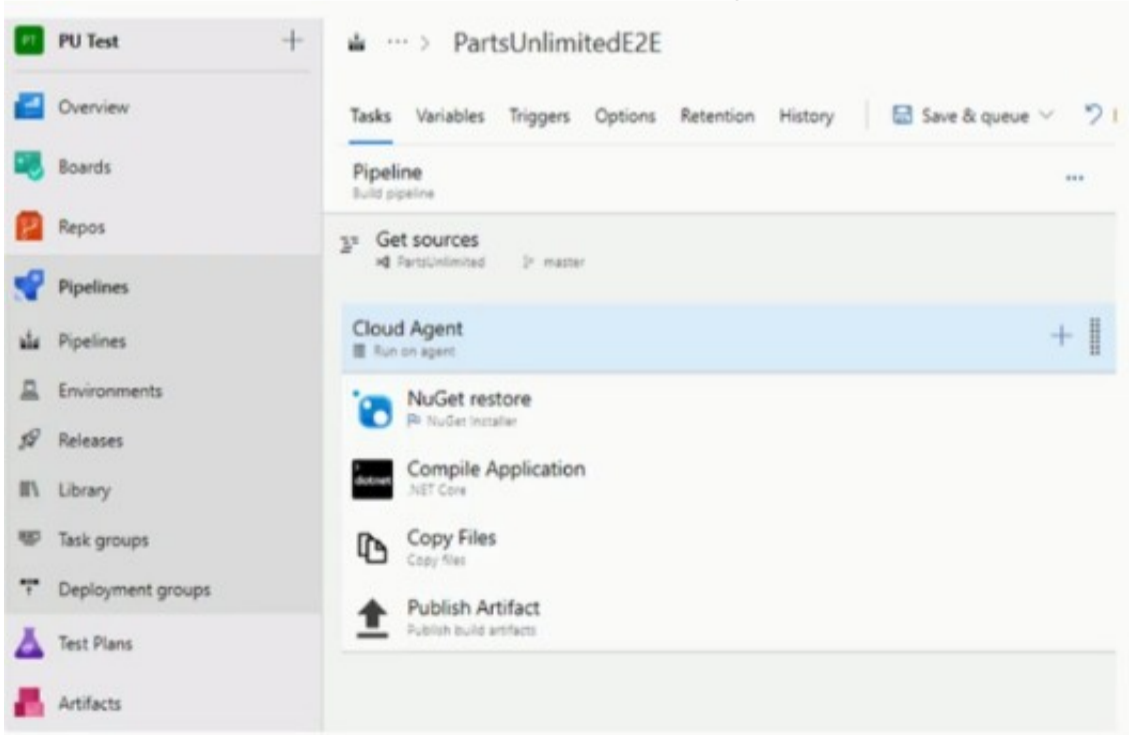 PT PU Test +
Overview
Boards
Repos
Pipelines
Pipelines
Environments
Releases
Library
Task groups
Deployment groups
Test Plans
Artifacts
... > PartsUnlimitedE2E
Tasks Variables Triggers Options Retention History Save & queue
Pipeline
Build pipeline
...
Get sources
PartsUnlimited master
Cloud Agent
Run on agent
+
NuGet restore
NuGet Installer
dotnet
Compile Application
.NET Core
Copy Files
Copy files
Publish Artifact
Publish build artifacts